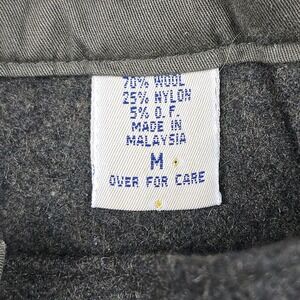 70% WOOL
25% NYLON
5% O.F.
MADE IN
MALAYSIA
M
OVER FOR CARE